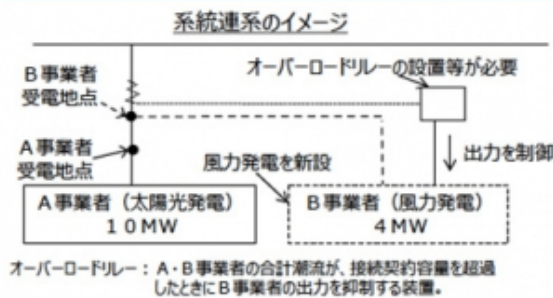 系統連系のイメージ
B事業者
受電地点
オーバーロードリレーの設置等が必要
A事業者
受電地点
風力発電を新設
出力を制御
A事業者（太陽光発電）
10MW
B事業者（風力発電）
4MW
オーバーロードリレー：A・B事業者の合計潮流が、接続契約容量を超過
したときにB事業者の出力を抑制する装置。